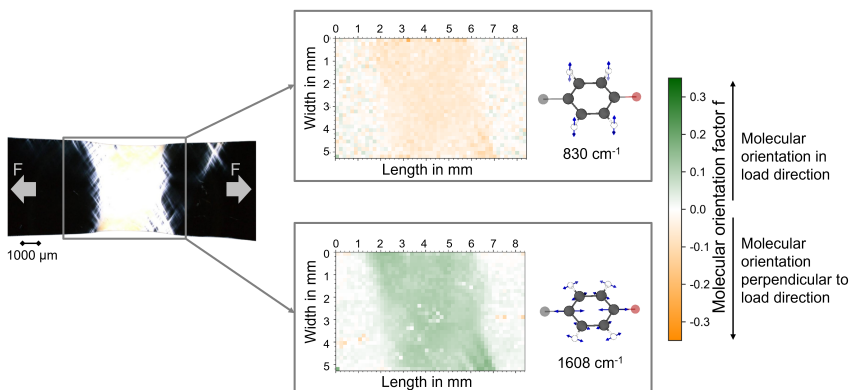 0 1 2 3 4 5 6 7 8
Width in mm
0
1
2
3
4
5
Length in mm
830 cm-1
F
F
1000 µm
0 1 2 3 4 5 6 7 8
Width in mm
0
1
2
3
4
5
Length in mm
1608 cm-1
0.3
0.2
0.1
0.0
-0.1
-0.2
-0.3
Molecular orientation factor f
Molecular
orientation in
load direction
Molecular
orientation
perpendicular to
load direction